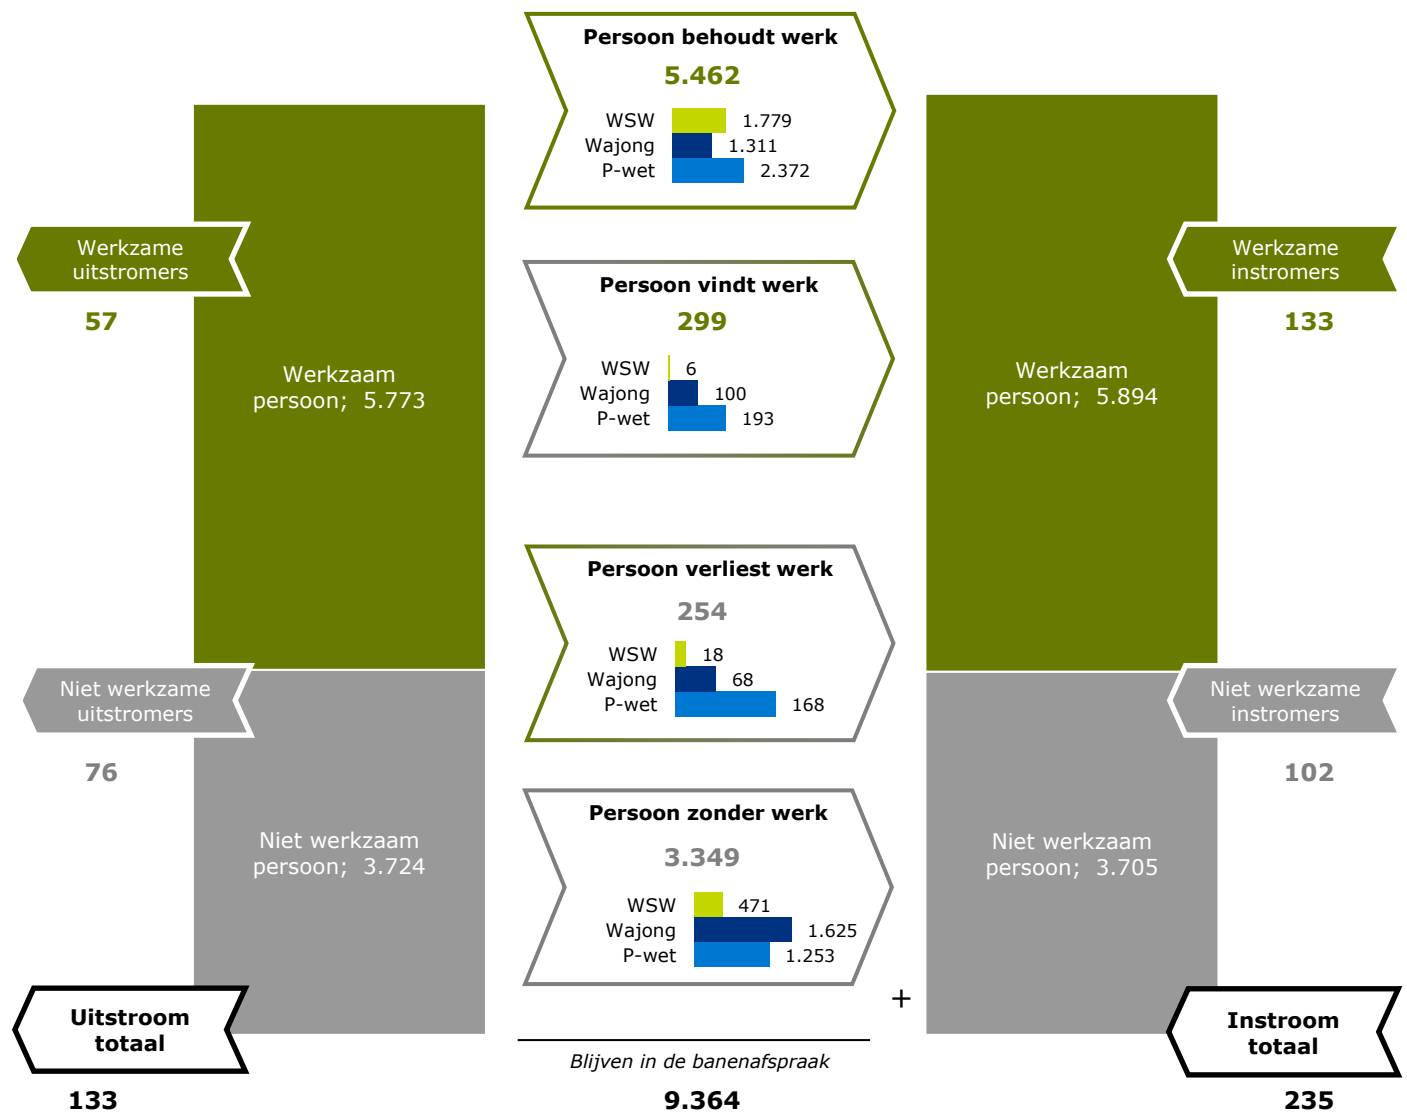 Persoon behoudt werk
5.462
WSW 1.779
Wajong 1.311
P-wet 2.372
Werkzame
uitstromers
57
Werkzaam
persoon; 5.773
Persoon vindt werk
299
WSW 6
Wajong 100
P-wet 193
Werkzaam
persoon; 5.894
Werkzame
instromers
133
Persoon verliest werk
254
WSW 18
Wajong 68
P-wet 168
Niet werkzame
uitstromers
76
Niet werkzame
instromers
102
Niet werkzaam
persoon; 3.724
Persoon zonder werk
3.349
WSW 471
Wajong 1.625
P-wet 1.253
Niet werkzaam
persoon; 3.705
+
Uitstroom
totaal
133
Blijven in de banenafspraak
9.364
Instroom
totaal
235